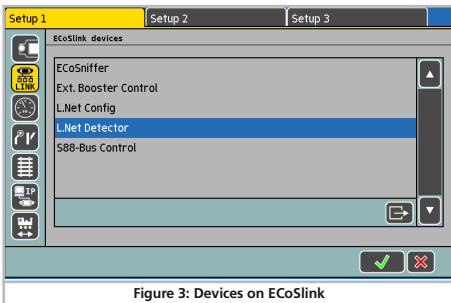 Setup 1 Setup 2 Setup 3
ECoSlink devices
ECoSniffer
Ext. Booster Control
L.Net Config
L.Net Detector
S88-Bus Control
LINK
IP
Figure 3: Devices on ECoSlink